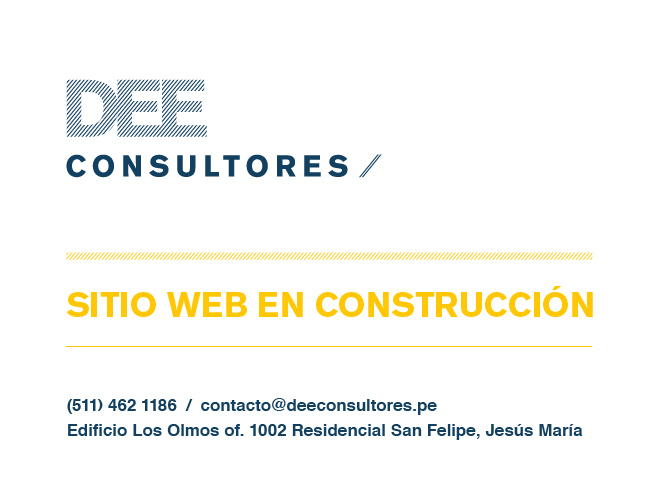 DEE
CONSULTORES /
SITIO WEB EN CONSTRUCCIÓN
(511) 462 1186 / contacto@deeconsultores.pe
Edificio Los Olmos of. 1002 Residencial San Felipe, Jesús María